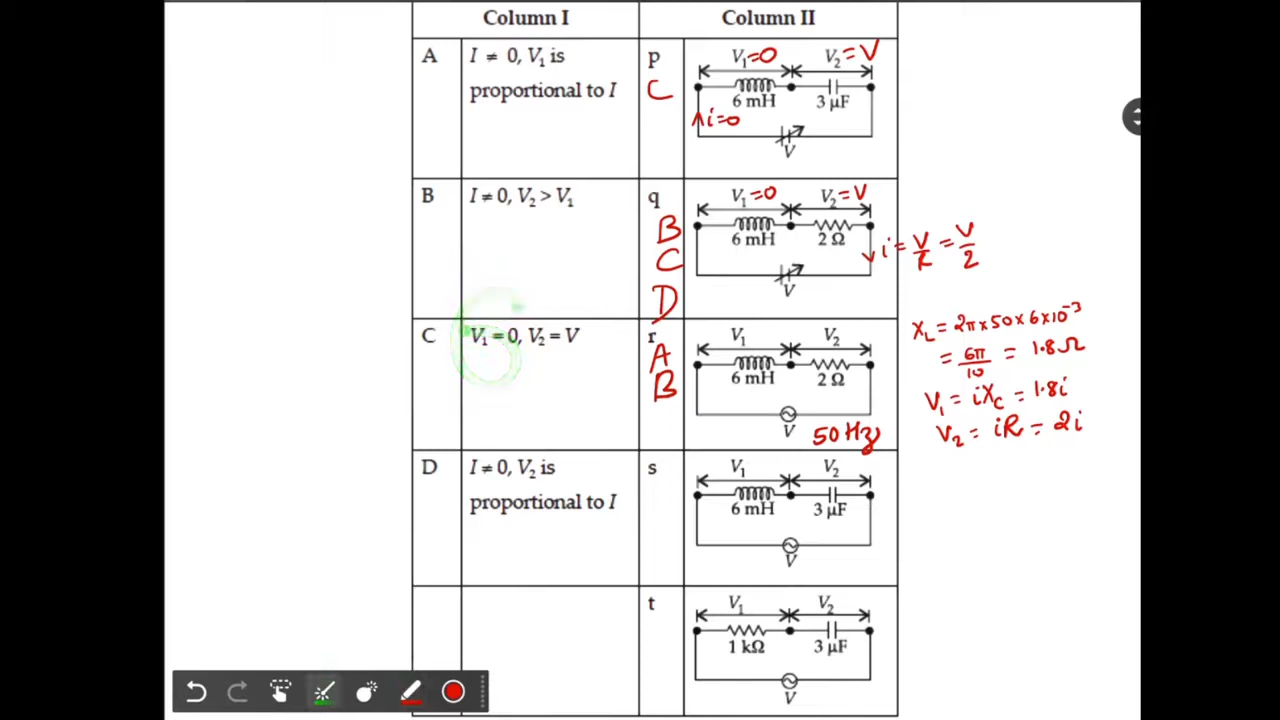 Column I Column II
A I ≠ 0, V₁ is proportional to I
p C
V₁ =0 V₂ =V
6 mH 3 μF
i=0
V
B I ≠ 0, V₂ > V₁
q B C D
V₁ =0 V₂ =V
6 mH 2 Ω
i = V/R = V/2
V
C V₁ = 0, V₂ = V
r A B
V₁ V₂
6 mH 2 Ω
V 50 Hz
X_L = 2π×50×6×10⁻³
= 6π/10 = 1.8Ω
V₁ = iX_C = 1.8i
V₂ = iR = 2i
D I ≠ 0, V₂ is proportional to I
s
V₁ V₂
6 mH 3 μF
V
t
V₁ V₂
1 kΩ 3 μF
V